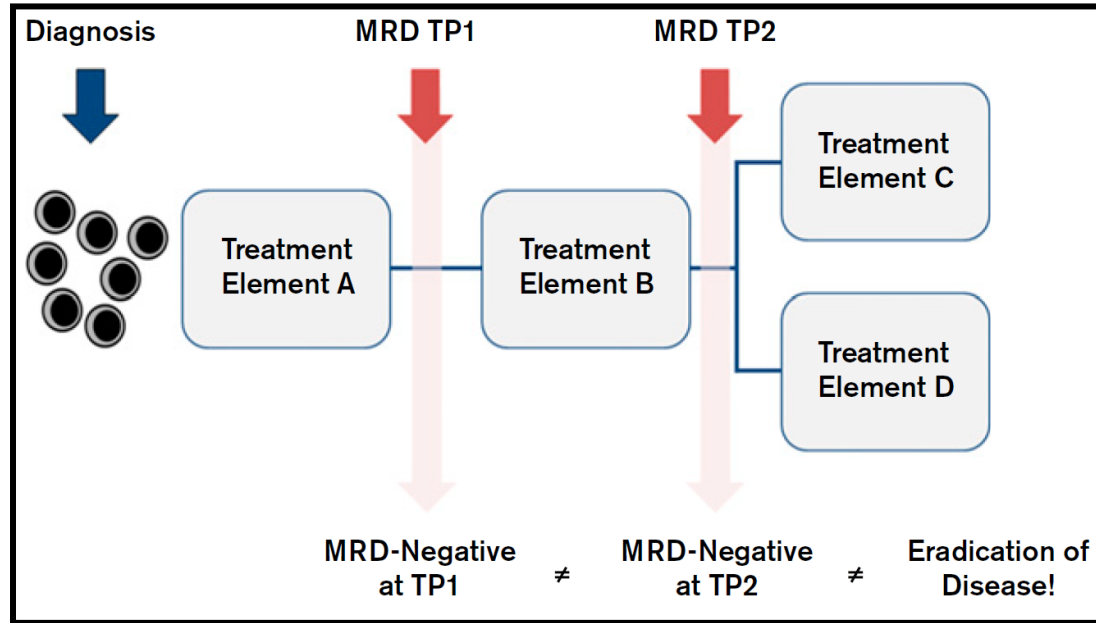 Diagnosis
MRD TP1
MRD TP2
Treatment
Element A
Treatment
Element B
Treatment
Element C
Treatment
Element D
MRD-Negative
at TP1
≠
MRD-Negative
at TP2
≠
Eradication of
Disease!